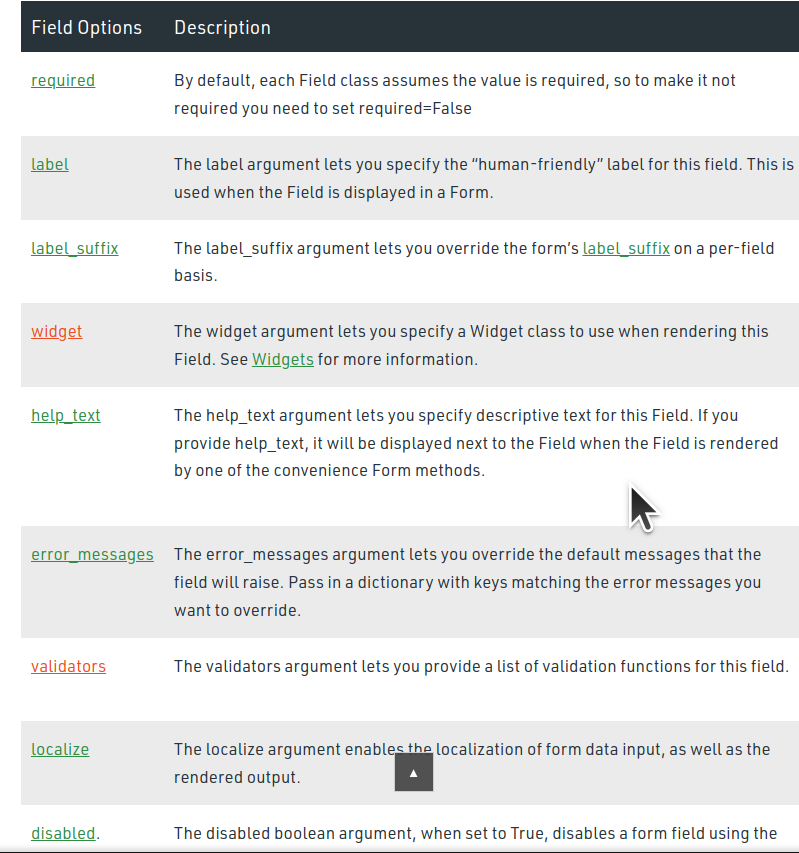 Field Options Description
required By default, each Field class assumes the value is required, so to make it not
required you need to set required=False
label The label argument lets you specify the “human-friendly” label for this field. This is
used when the Field is displayed in a Form.
label_suffix The label_suffix argument lets you override the form’s label_suffix on a per-field
basis.
widget The widget argument lets you specify a Widget class to use when rendering this
Field. See Widgets for more information.
help_text The help_text argument lets you specify descriptive text for this Field. If you
provide help_text, it will be displayed next to the Field when the Field is rendered
by one of the convenience Form methods.
error_messages The error_messages argument lets you override the default messages that the
field will raise. Pass in a dictionary with keys matching the error messages you
want to override.
validators The validators argument lets you provide a list of validation functions for this field.
localize The localize argument enables the localization of form data input, as well as the
rendered output.
disabled. The disabled boolean argument, when set to True, disables a form field using the